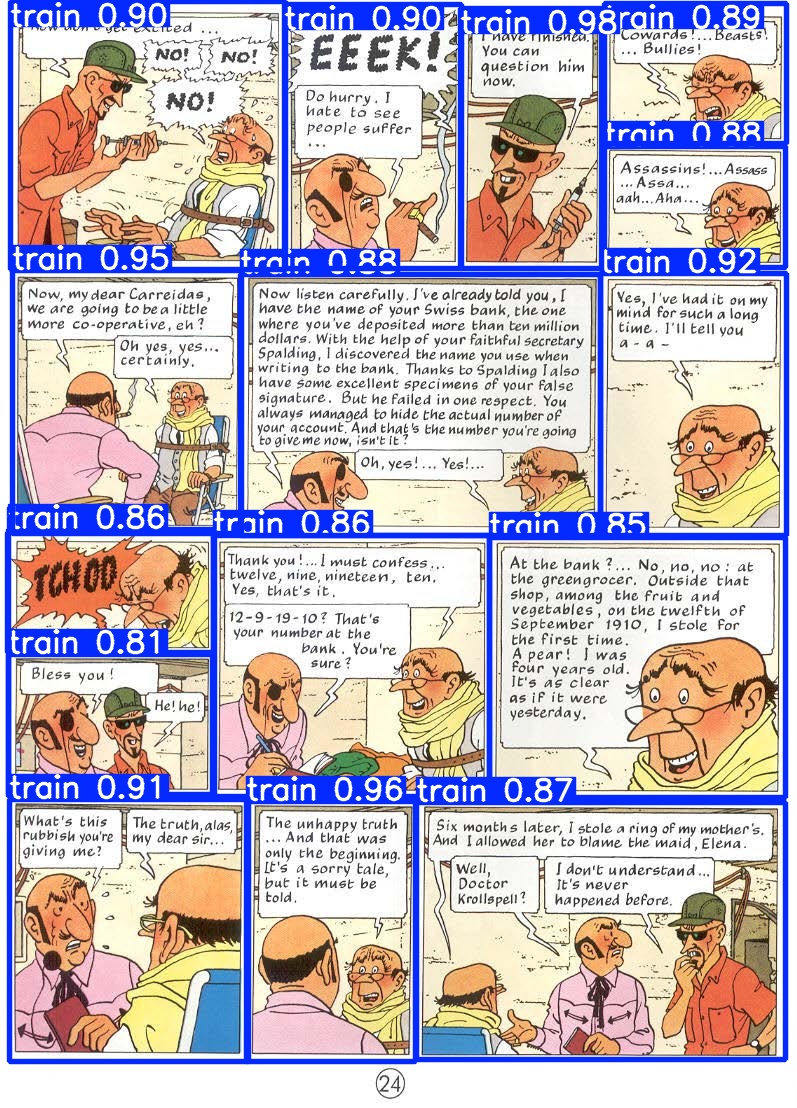 train 0.90
now don't get excited ...
NO!
NO!
NO!
train 0.90
EEEK!
Do hurry. I
hate to see
people suffer
...
train 0.98
I have finished.
You can
question him
now.
train 0.89
Cowards!...Beasts!
... Bullies!
train 0.88
Assassins!...Assass
...Assa...
aah...Aha...
train 0.95
Now, my dear Carreidas,
we are going to be a little
more co-operative, eh?
Oh yes, yes...
certainly.
train 0.88
Now listen carefully. I've already told you, I
have the name of your Swiss bank, the one
where you've deposited more than ten million
dollars. With the help of your faithful secretary
Spalding, I discovered the name you use when
writing to the bank. Thanks to Spalding I also
have some excellent specimens of your false
signature. But he failed in one respect. You
always managed to hide the actual number of
your account. And that's the number you're going
to give me now, isn't it?
Oh, yes!... Yes!...
train 0.92
Yes, I've had it on my
mind for such a long
time. I'll tell you
a - a -
train 0.86
TCHOO
train 0.81
Bless you!
He! he!
train 0.86
Thank you!... I must confess...
twelve, nine, nineteen, ten.
Yes, that's it.
12-9-19-10? That's
your number at the
bank. You're
sure?
train 0.85
At the bank?... No, no, no: at
the greengrocer. Outside that
shop, among the fruit and
vegetables, on the twelfth of
September 1910, I stole for
the first time.
A pear! I was
four years old.
It's as clear
as if it were
yesterday.
train 0.91
What's this
rubbish you're
giving me?
The truth, alas,
my dear sir...
train 0.96
The unhappy truth
... And that was
only the beginning.
It's a sorry tale,
but it must be
told.
train 0.87
Six months later, I stole a ring of my mother's.
And I allowed her to blame the maid, Elena.
Well,
Doctor
Krollspell?
I don't understand...
It's never
happened before.
24